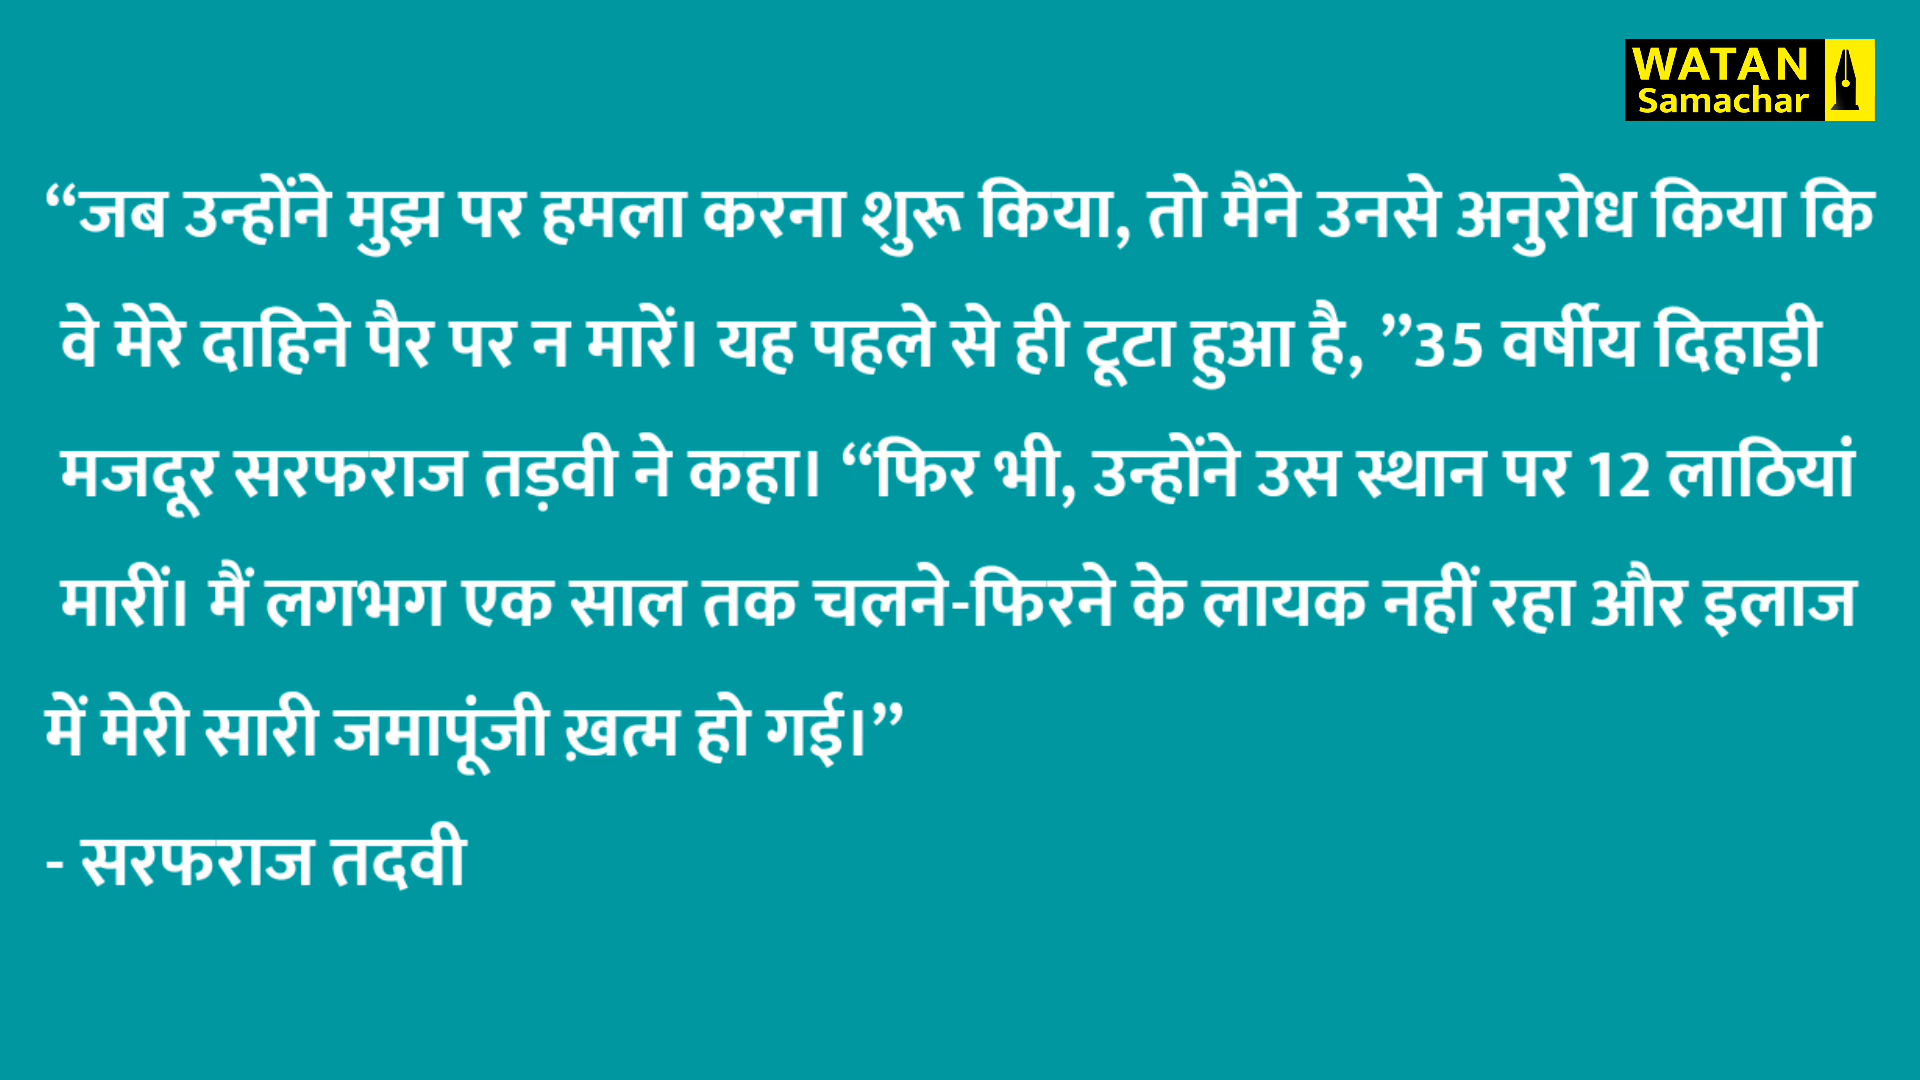 WATAN
Samachar
“जब उन्होंने मुझ पर हमला करना शुरू किया, तो मैंने उनसे अनुरोध किया कि
वे मेरे दाहिने पैर पर न मारें। यह पहले से ही टूटा हुआ है, ”35 वर्षीय दिहाड़ी
मजदूर सरफराज तड़वी ने कहा। “फिर भी, उन्होंने उस स्थान पर 12 लाठियां
मारीं। मैं लगभग एक साल तक चलने-फिरने के लायक नहीं रहा और इलाज
में मेरी सारी जमापूंजी ख़त्म हो गई।”
- सरफराज तदवी